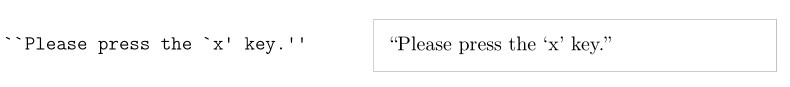 ``Please press the `x' key.''
“Please press the ‘x’ key.”